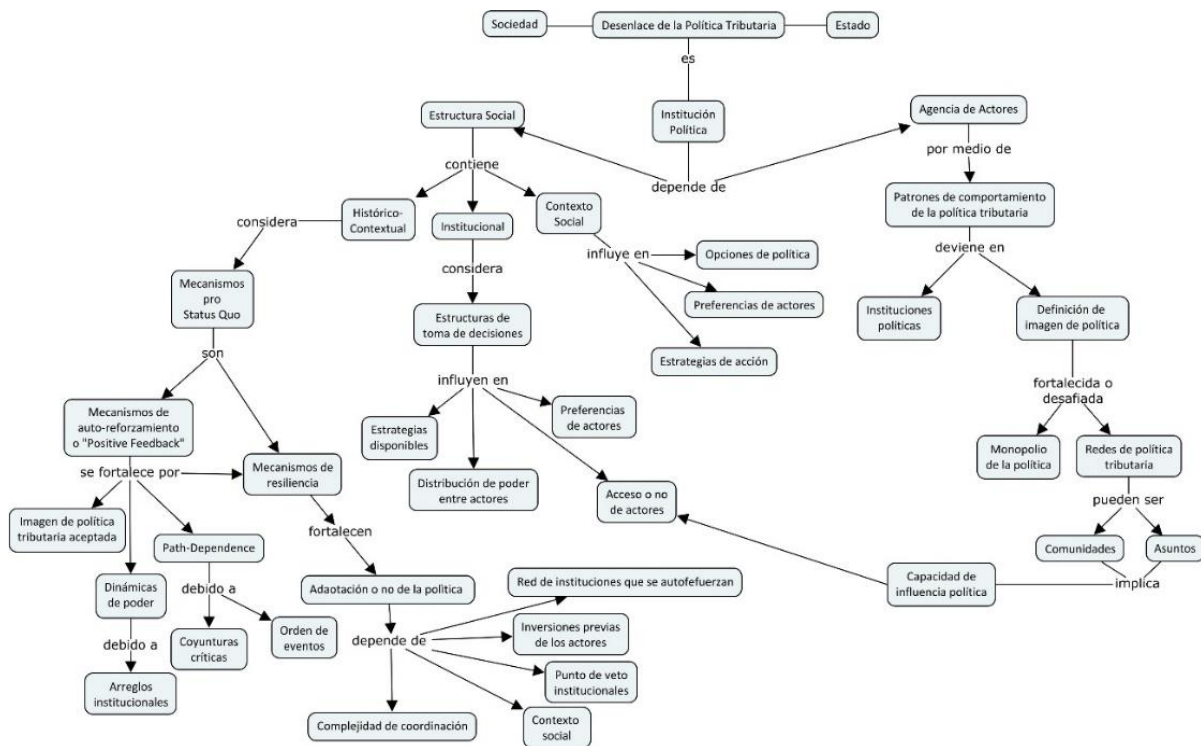 Sociedad
Desenlace de la Política Tributaria
Estado
es
Institución
Política
Estructura Social
Agencia de Actores
depende de
contiene
por medio de
Histórico-
Contextual
Institucional
Contexto
Social
Patrones de comportamiento
de la política tributaria
considera
considera
influye en
Opciones de política
Preferencias de actores
Estrategias de acción
deviene en
Mecanismos
pro
Status Quo
Estructuras de
toma de decisiones
Instituciones
políticas
Definición de
imagen de política
son
influyen en
fortalecida o
desafiada
Mecanismos de
auto-reforzamiento
o "Positive Feedback"
Mecanismos de
resiliencia
Estrategias
disponibles
Distribución de poder
entre actores
Preferencias
de actores
Acceso o no
de actores
Monopolio
de la política
Redes de política
tributaria
se fortalece por
fortalecen
pueden ser
Imagen de política
tributaria aceptada
Path-Dependence
Comunidades
Asuntos
Dinámicas
de poder
debido a
Adaotación o no de la politica
Red de instituciones que se autofefuerzan
Capacidad de
influencia política
implica
debido a
Coyunturas
críticas
Orden de
eventos
depende de
Inversiones previas
de los actores
Punto de veto
institucionales
Arreglos
institucionales
Complejidad de coordinación
Contexto
social